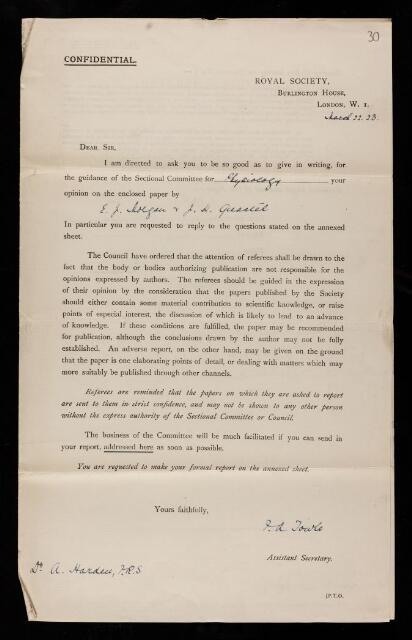 30
CONFIDENTIAL.
ROYAL SOCIETY,
BURLINGTON HOUSE,
LONDON, W. 1.
March 22. 23.
DEAR SIR,
I am directed to ask you to be so good as to give in writing, for
the guidance of the Sectional Committee for Physiology your
opinion on the enclosed paper by
E. J. Morgan & J. H. Quastel
In particular you are requested to reply to the questions stated on the annexed
sheet.
The Council have ordered that the attention of referees shall be drawn to the
fact that the body or bodies authorizing publication are not responsible for the
opinions expressed by authors. The referees should be guided in the expression
of their opinion by the consideration that the papers published by the Society
should either contain some material contribution to scientific knowledge, or raise
points of especial interest, the discussion of which is likely to lead to an advance
of knowledge. If these conditions are fulfilled, the paper may be recommended
for publication, although the conclusions drawn by the author may not be fully
established. An adverse report, on the other hand, may be given on the ground
that the paper is one elaborating points of detail, or dealing with matters which may
more suitably be published through other channels.
Referees are reminded that the papers on which they are asked to report
are sent to them in strict confidence, and may not be shown to any other person
without the express authority of the Sectional Committee or Council.
The business of the Committee will be much facilitated if you can send in
your report, addressed here as soon as possible.
You are requested to make your formal report on the annexed sheet.
Yours faithfully,
F. A. Towle
Assistant Secretary.
Dr A. Harden, F.R.S.
[P.T.O.